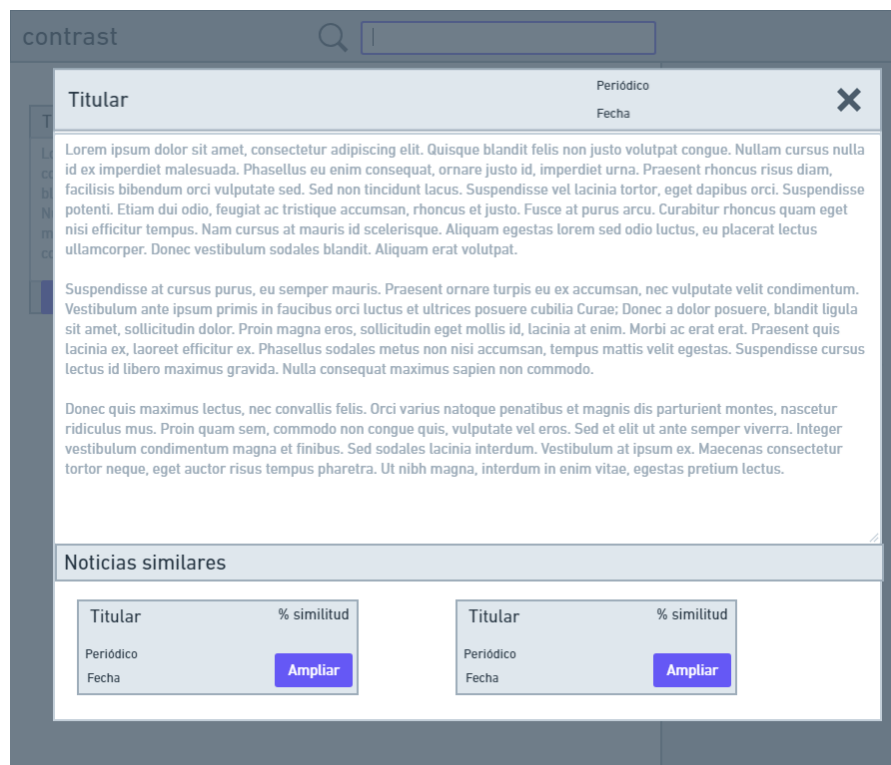 contrast
Titular
Periódico
Fecha
Lorem ipsum dolor sit amet, consectetur adipiscing elit. Quisque blandit felis non justo volutpat congue. Nullam cursus nulla
id ex imperdiet malesuada. Phasellus eu enim consequat, ornare justo id, imperdiet urna. Praesent rhoncus risus diam,
facilisis bibendum orci vulputate sed. Sed non tincidunt lacus. Suspendisse vel lacinia tortor, eget dapibus orci. Suspendisse
potenti. Etiam dui odio, feugiat ac tristique accumsan, rhoncus et justo. Fusce at purus arcu. Curabitur rhoncus quam eget
nisi efficitur tempus. Nam cursus at mauris id scelerisque. Aliquam egestas lorem sed odio luctus, eu placerat lectus
ullamcorper. Donec vestibulum sodales blandit. Aliquam erat volutpat.
Suspendisse at cursus purus, eu semper mauris. Praesent ornare turpis eu ex accumsan, nec vulputate velit condimentum.
Vestibulum ante ipsum primis in faucibus orci luctus et ultrices posuere cubilia Curae; Donec a dolor posuere, blandit ligula
sit amet, sollicitudin dolor. Proin magna eros, sollicitudin eget mollis id, lacinia at enim. Morbi ac erat erat. Praesent quis
lacinia ex, laoreet efficitur ex. Phasellus sodales metus non nisi accumsan, tempus mattis velit egestas. Suspendisse cursus
lectus id libero maximus gravida. Nulla consequat maximus sapien non commodo.
Donec quis maximus lectus, nec convallis felis. Orci varius natoque penatibus et magnis dis parturient montes, nascetur
ridiculus mus. Proin quam sem, commodo non congue quis, vulputate vel eros. Sed et elit ut ante semper viverra. Integer
vestibulum condimentum magna et finibus. Sed sodales lacinia interdum. Vestibulum at ipsum ex. Maecenas consectetur
tortor neque, eget auctor risus tempus pharetra. Ut nibh magna, interdum in enim vitae, egestas pretium lectus.
Noticias similares
Titular % similitud
Periódico
Fecha
Ampliar
Titular % similitud
Periódico
Fecha
Ampliar